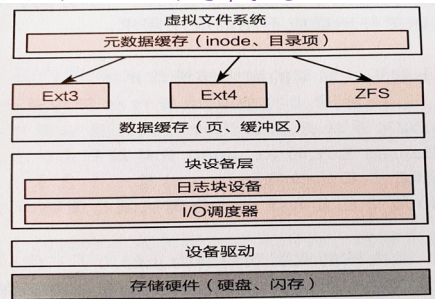 虚拟文件系统
元数据缓存（inode、目录项）
Ext3
Ext4
ZFS
数据缓存（页、缓冲区）
块设备层
日志块设备
I/O调度器
设备驱动
存储硬件（硬盘、闪存）